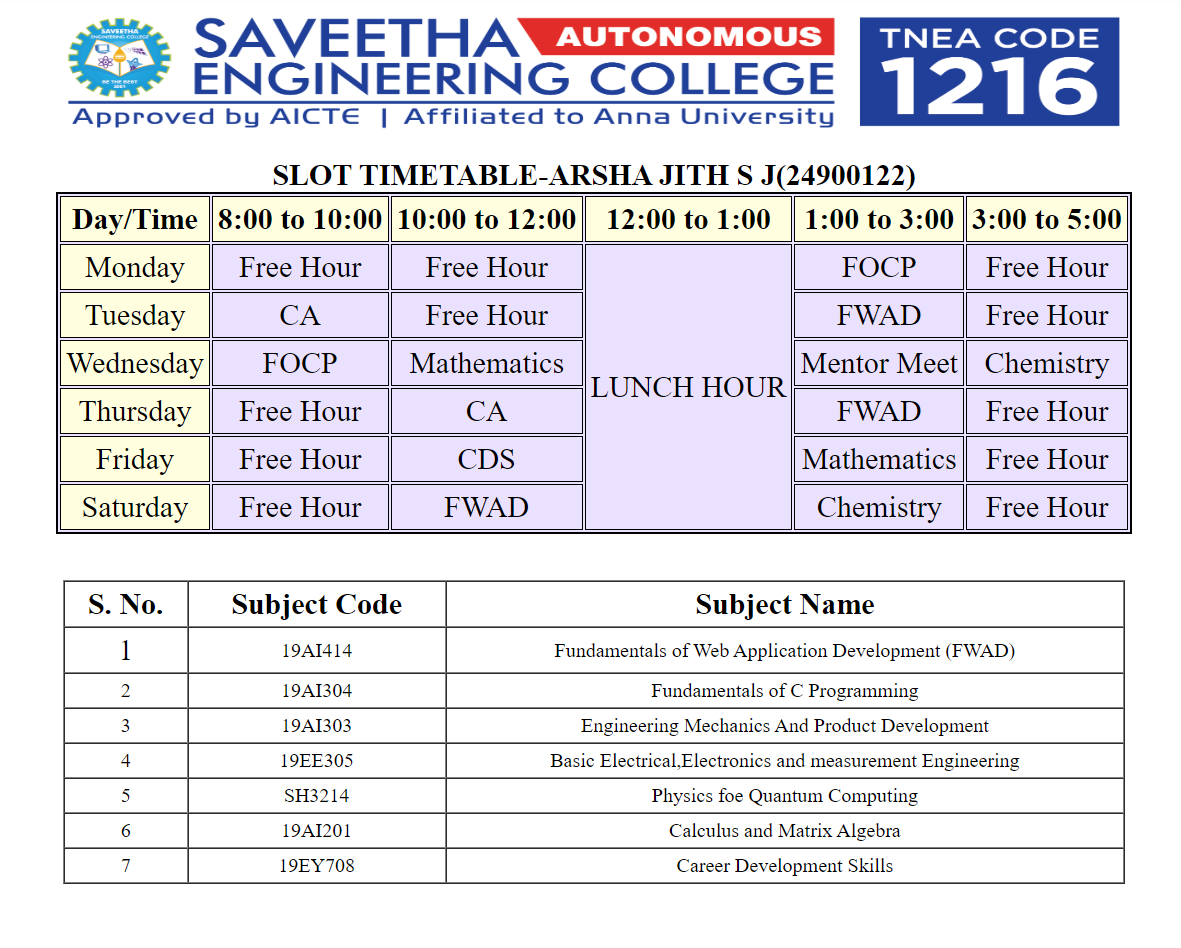 SAVEETHA
ENGINEERING COLLEGE
BE THE BEST
2001
SAVEETHA AUTONOMOUS
ENGINEERING COLLEGE
Approved by AICTE | Affiliated to Anna University
TNEA CODE
1216
SLOT TIMETABLE-ARSHA JITH S J(24900122)
Day/Time 8:00 to 10:00 10:00 to 12:00 12:00 to 1:00 1:00 to 3:00 3:00 to 5:00
Monday Free Hour Free Hour FOCP Free Hour
Tuesday CA Free Hour FWAD Free Hour
Wednesday FOCP Mathematics Mentor Meet Chemistry
LUNCH HOUR
Thursday Free Hour CA FWAD Free Hour
Friday Free Hour CDS Mathematics Free Hour
Saturday Free Hour FWAD Chemistry Free Hour
S. No. Subject Code Subject Name
1 19AI414 Fundamentals of Web Application Development (FWAD)
2 19AI304 Fundamentals of C Programming
3 19AI303 Engineering Mechanics And Product Development
4 19EE305 Basic Electrical,Electronics and measurement Engineering
5 SH3214 Physics foe Quantum Computing
6 19AI201 Calculus and Matrix Algebra
7 19EY708 Career Development Skills